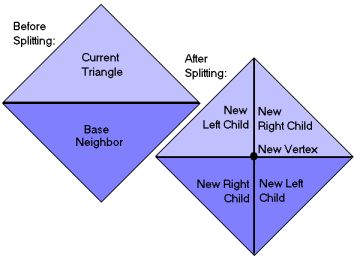 Before
Splitting:
Current
Triangle
Base
Neighbor
After
Splitting:
New
Left Child
New
Right Child
New Vertex
New Right
Child
New Left
Child